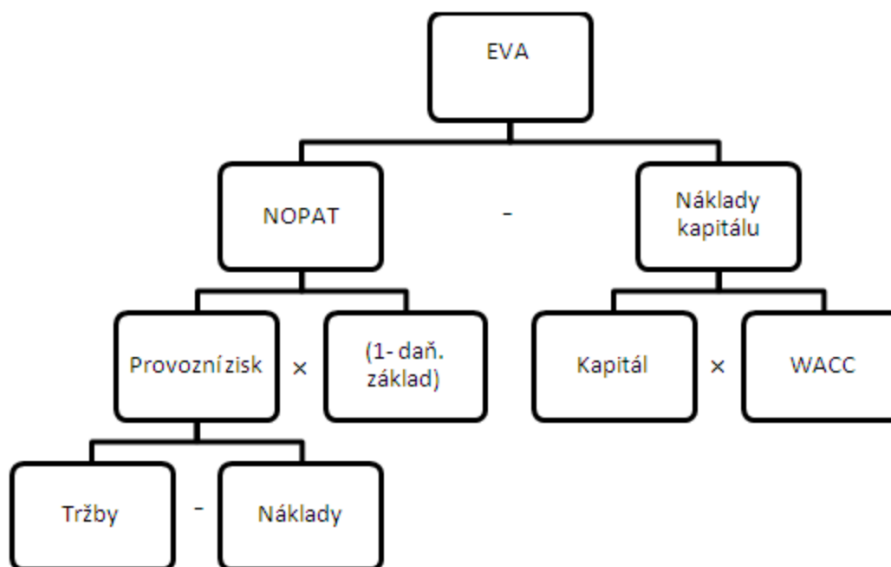 EVA
NOPAT
-
Náklady
kapitálu
Provozní zisk
×
(1- daň.
základ)
Kapitál
×
WACC
Tržby
-
Náklady